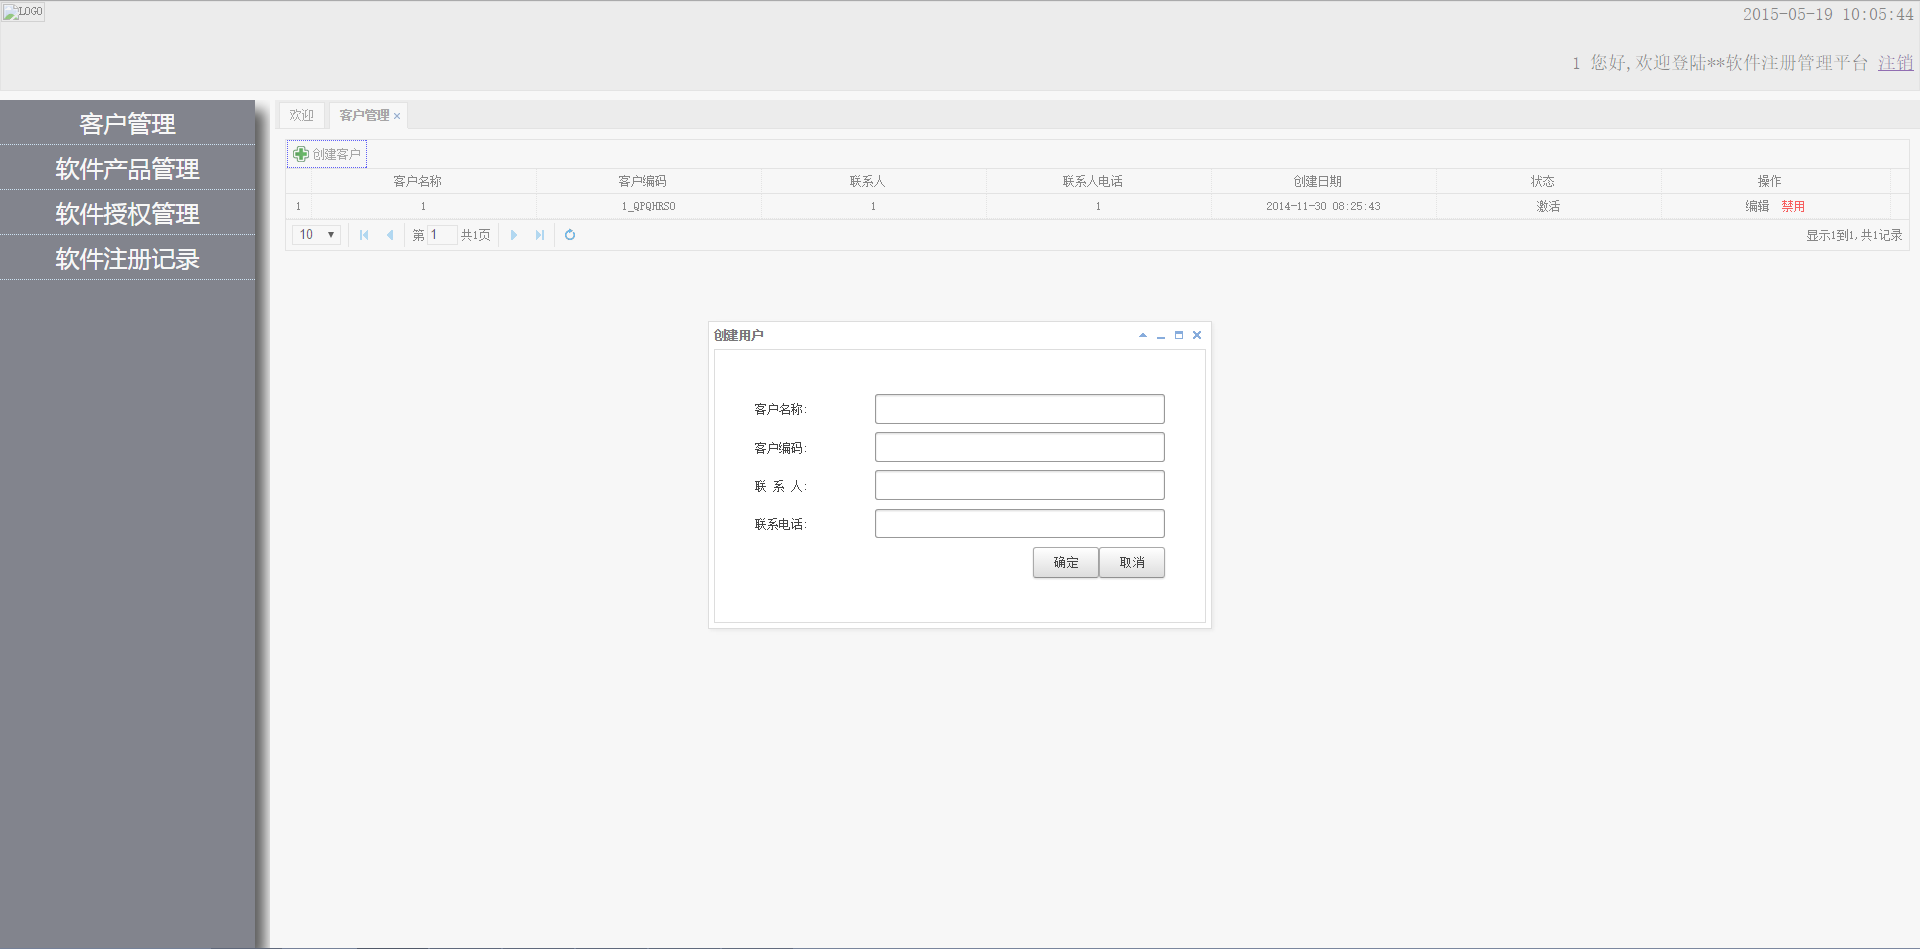 LOGO
2015-05-19 10:05:44
1 您好,欢迎登陆**软件注册管理平台 注销
客户管理
软件产品管理
软件授权管理
软件注册记录
欢迎 客户管理
创建客户
客户名称 客户编码 联系人 联系人电话 创建日期 状态 操作
1 1 1_QPQHRSO 1 1 2014-11-30 08:25:43 激活 编辑 禁用
10 第 1 共1页 显示1到1,共1记录
创建用户
客户名称:
客户编码:
联 系 人:
联系电话:
确定 取消